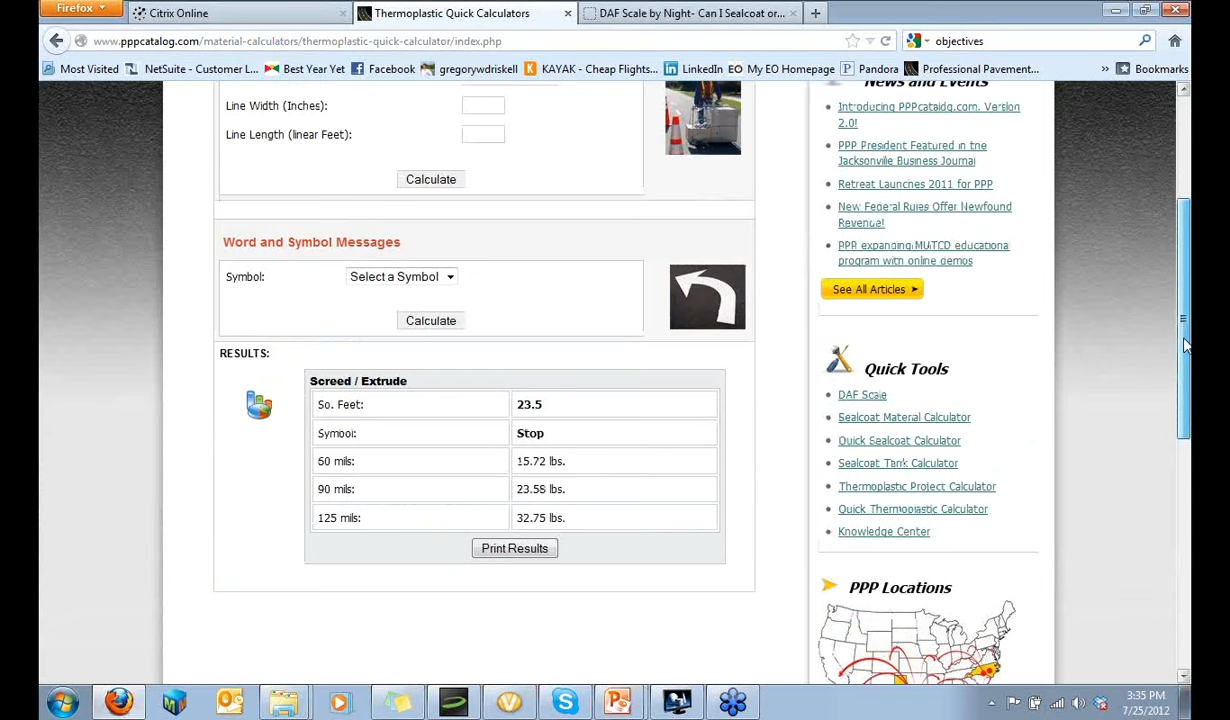 Firefox
Citrix Online
Thermoplastic Quick Calculators
DAF Scale by Night- Can I Sealcoat or...
www.pppcatalog.com/material-calculators/thermoplastic-quick-calculator/index.php
objectives
Most Visited
NetSuite - Customer L...
Best Year Yet
Facebook
gregorywdriskell
KAYAK - Cheap Flights...
LinkedIn
EO My EO Homepage
Pandora
Professional Pavement...
»
Bookmarks
Line Width (Inches):
Line Length (linear Feet):
Calculate
Word and Symbol Messages
Symbol:
Select a Symbol
Calculate
RESULTS:
Screed / Extrude
Sq. Feet: 23.5
Symbol: Stop
60 mils: 15.72 lbs.
90 mils: 23.58 lbs.
125 mils: 32.75 lbs.
Print Results
News and Events
Introducing PPPcatalog.com, Version
2.0!
PPP President Featured in the
Jacksonville Business Journal
Retreat Launches 2011 for PPP
New Federal Rules Offer Newfound
Revenue!
PPP expanding MUTCD educational
program with online demos
See All Articles
Quick Tools
DAF Scale
Sealcoat Material Calculator
Quick Sealcoat Calculator
Sealcoat Tank Calculator
Thermoplastic Project Calculator
Quick Thermoplastic Calculator
Knowledge Center
PPP Locations
3:35 PM
7/25/2012